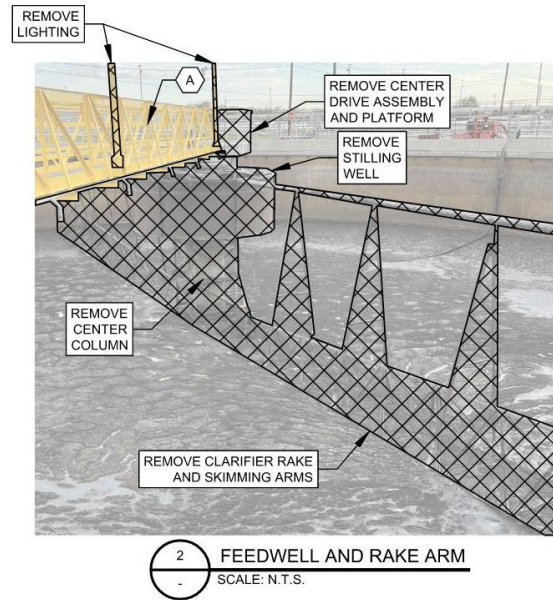 REMOVE
LIGHTING
A
REMOVE CENTER
DRIVE ASSEMBLY
AND PLATFORM
REMOVE
STILLING
WELL
REMOVE
CENTER
COLUMN
REMOVE CLARIFIER RAKE
AND SKIMMING ARMS
2
-
FEEDWELL AND RAKE ARM
SCALE: N.T.S.